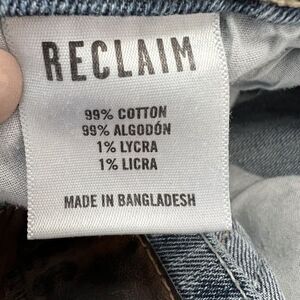 RECLAIM
99% COTTON
99% ALGODÓN
1% LYCRA
1% LICRA
MADE IN BANGLADESH